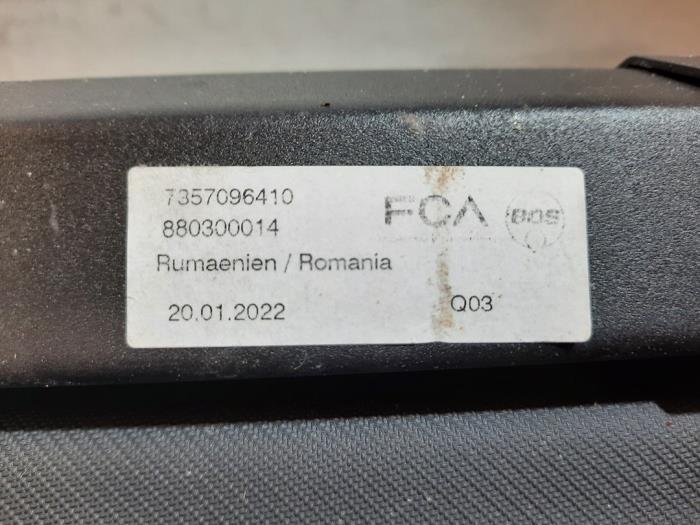 7357096410
880300014
FCA BOS
Rumaenien / Romania
20.01.2022 Q03